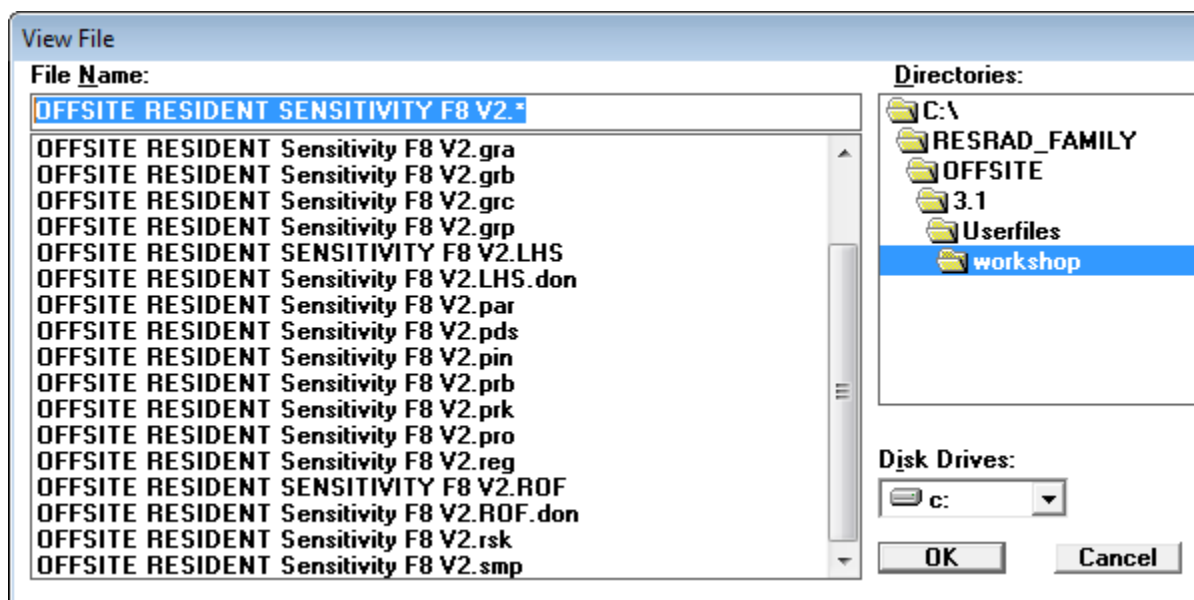 View File
File Name:
OFFSITE RESIDENT SENSITIVITY F8 V2.*
OFFSITE RESIDENT Sensitivity F8 V2.gra
OFFSITE RESIDENT Sensitivity F8 V2.grb
OFFSITE RESIDENT Sensitivity F8 V2.grc
OFFSITE RESIDENT Sensitivity F8 V2.grp
OFFSITE RESIDENT SENSITIVITY F8 V2.LHS
OFFSITE RESIDENT Sensitivity F8 V2.LHS.don
OFFSITE RESIDENT Sensitivity F8 V2.par
OFFSITE RESIDENT Sensitivity F8 V2.pds
OFFSITE RESIDENT Sensitivity F8 V2.pin
OFFSITE RESIDENT Sensitivity F8 V2.prb
OFFSITE RESIDENT Sensitivity F8 V2.prk
OFFSITE RESIDENT Sensitivity F8 V2.pro
OFFSITE RESIDENT Sensitivity F8 V2.reg
OFFSITE RESIDENT SENSITIVITY F8 V2.ROF
OFFSITE RESIDENT Sensitivity F8 V2.ROF.don
OFFSITE RESIDENT Sensitivity F8 V2.rsk
OFFSITE RESIDENT Sensitivity F8 V2.smp
Directories:
C:\
RESRAD_FAMILY
OFFSITE
3.1
Userfiles
workshop
Disk Drives:
c:
OK
Cancel